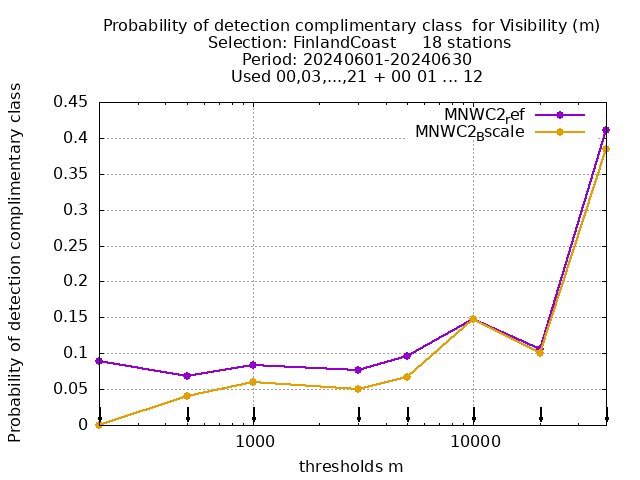 Probability of detection complimentary class  for Visibility (m)
Selection: FinlandCoast     18 stations
Period: 20240601-20240630
Used 00,03,...,21 + 00 01 ... 12
Probability of detection complimentary class
0.45
0.4
0.35
0.3
0.25
0.2
0.15
0.1
0.05
0
MNWC2ref
MNWC2Bscale
1000
10000
thresholds m